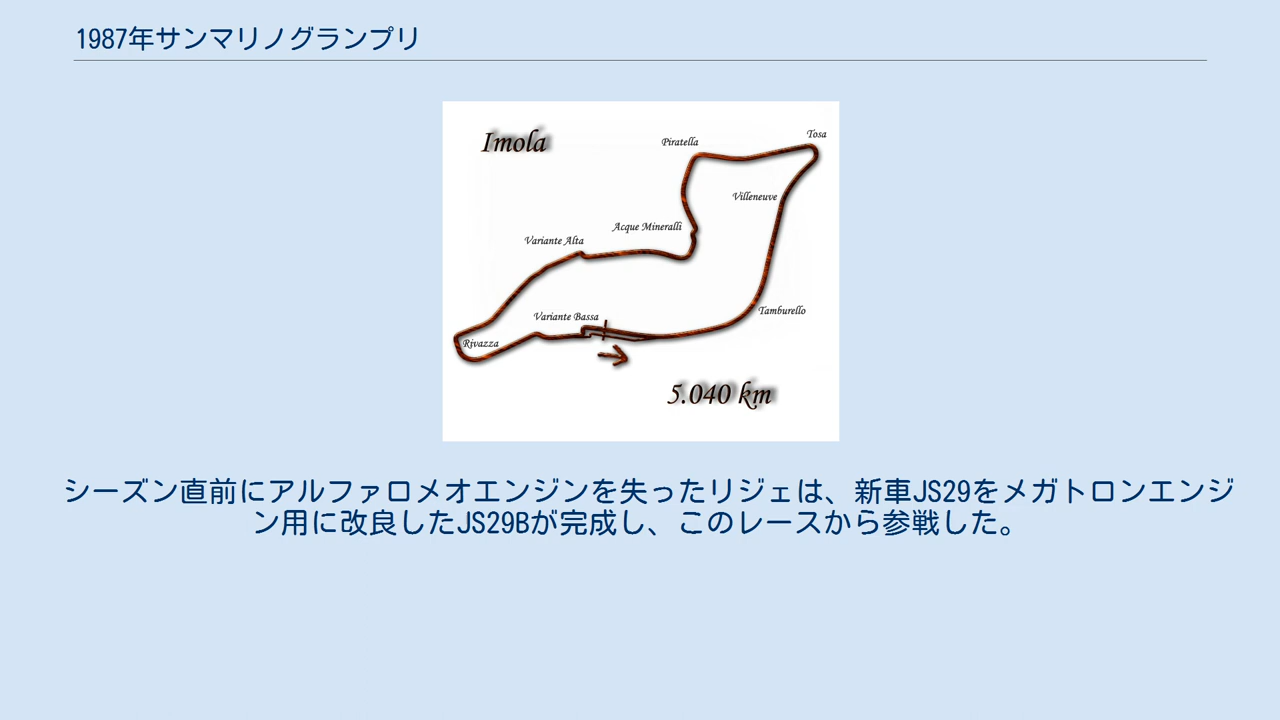 1987年サンマリノグランプリ
Imola
Tosa
Piratella
Villeneuve
Acque Mineralli
Variante Alta
Tamburello
Variante Bassa
Rivazza
5.040 km
シーズン直前にアルファロメオエンジンを失ったリジェは、新車JS29をメガトロンエンジ
ン用に改良したJS29Bが完成し、このレースから参戦した。